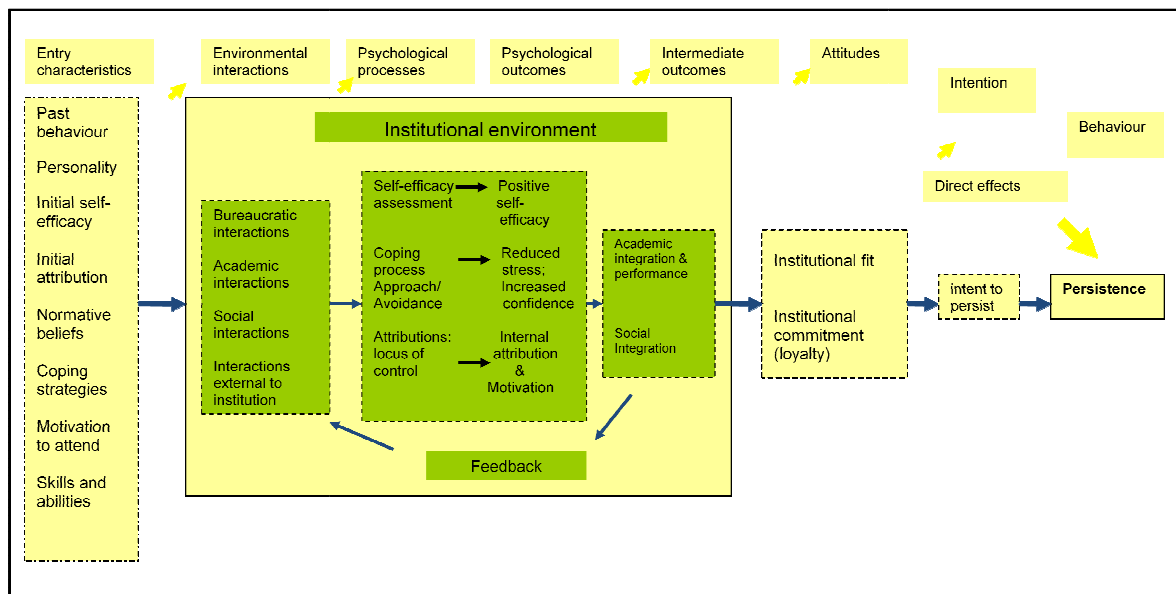 Entry
characteristics
Environmental
interactions
Psychological
processes
Psychological
outcomes
Intermediate
outcomes
Attitudes
Intention
Behaviour
Direct effects
Past
behaviour
Personality
Initial self-
efficacy
Initial
attribution
Normative
beliefs
Coping
strategies
Motivation
to attend
Skills and
abilities
Institutional environment
Bureaucratic
interactions
Academic
interactions
Social
interactions
Interactions
external to
institution
Self-efficacy
assessment
Positive
self-
efficacy
Coping
process
Approach/
Avoidance
Reduced
stress;
Increased
confidence
Attributions:
locus of
control
Internal
attribution
&
Motivation
Academic
integration &
performance
Social
Integration
Feedback
Institutional fit
Institutional
commitment
(loyalty)
intent to
persist
Persistence